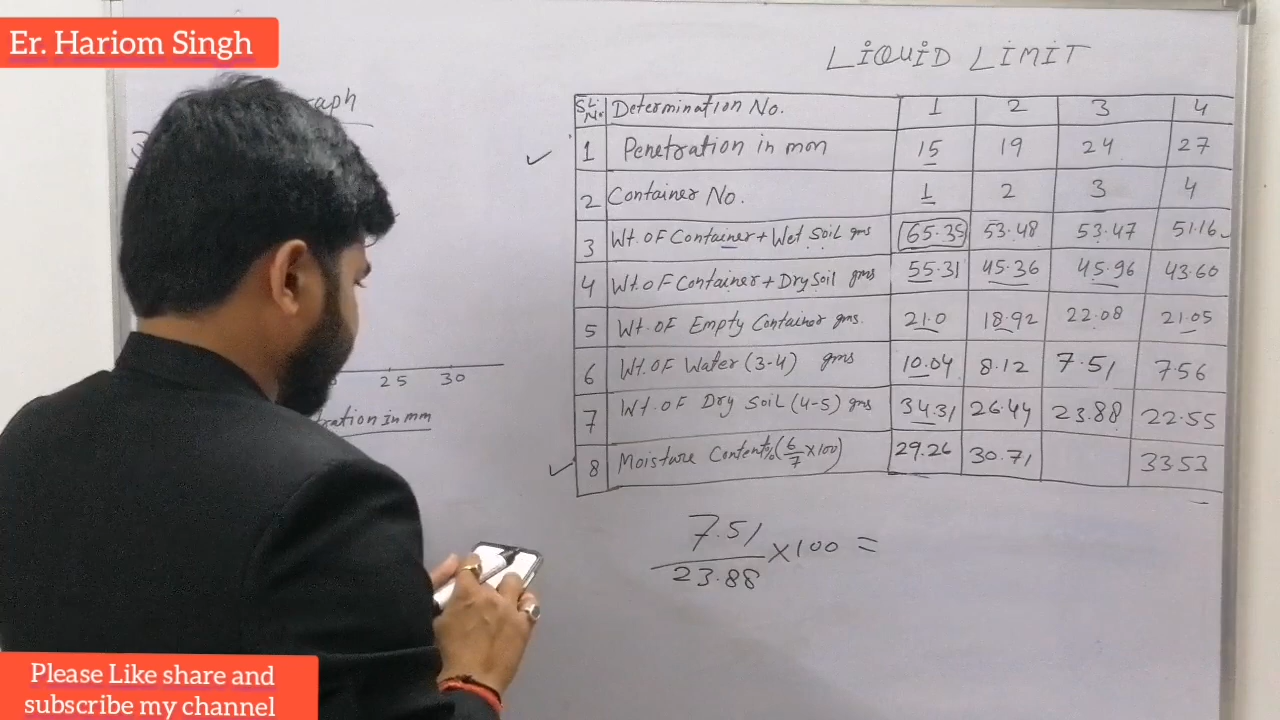 Er. Hariom Singh
LIQUID LIMIT
SL. No. Determination No. 1 2 3 4
1 Penetration in mm 15 19 24 27
2 Container No. 1 2 3 4
3 Wt. OF Container + Wet Soil gms 65.35 53.48 53.47 51.16
4 Wt. OF Container + Dry Soil gms 55.31 45.36 45.96 43.60
5 Wt. OF Empty Container gms. 21.0 18.92 22.08 21.05
6 Wt. OF Water (3-4) gms 10.04 8.12 7.51 7.56
7 Wt. OF Dry Soil (4-5) gms 34.31 26.44 23.88 22.55
8 Moisture Content% (6/7 x100) 29.26 30.71 33.53
25 30
in mm
7.51
23.88 ×100 =
Please Like share and
subscribe my channel